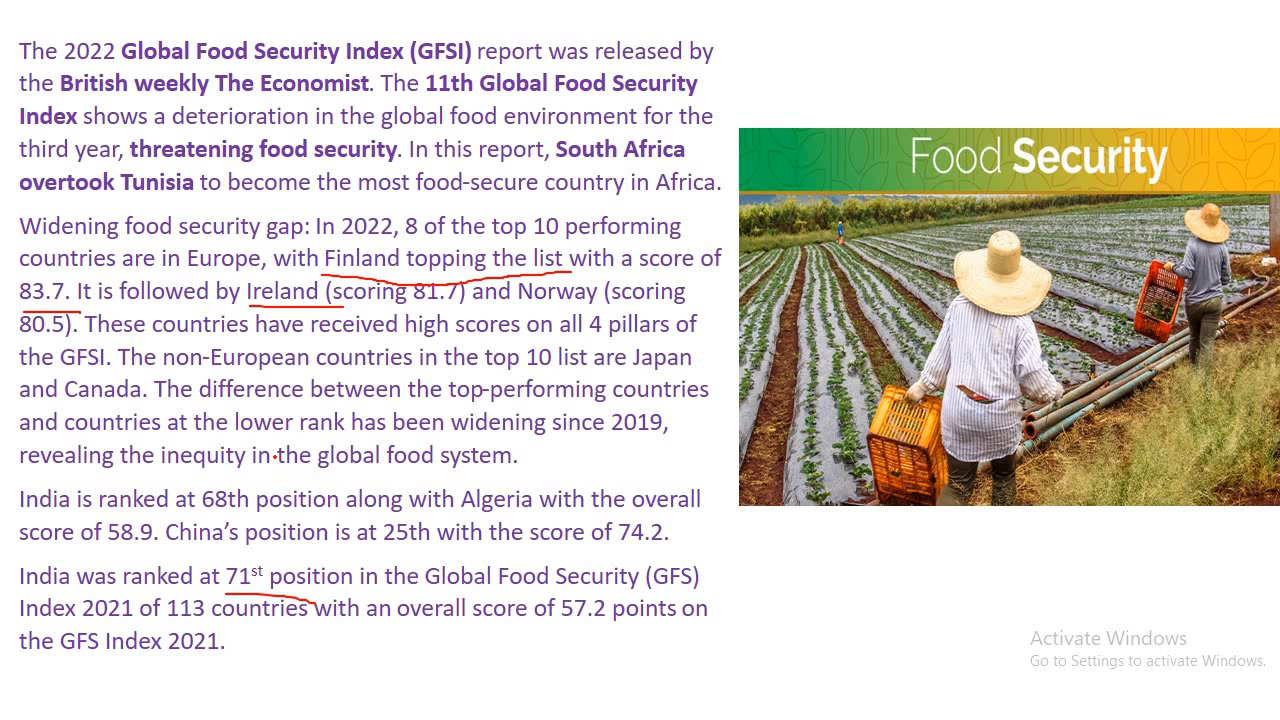 The 2022 Global Food Security Index (GFSI) report was released by
the British weekly The Economist. The 11th Global Food Security
Index shows a deterioration in the global food environment for the
third year, threatening food security. In this report, South Africa
overtook Tunisia to become the most food-secure country in Africa.
Widening food security gap: In 2022, 8 of the top 10 performing
countries are in Europe, with Finland topping the list with a score of
83.7. It is followed by Ireland (scoring 81.7) and Norway (scoring
80.5). These countries have received high scores on all 4 pillars of
the GFSI. The non-European countries in the top 10 list are Japan
and Canada. The difference between the top-performing countries
and countries at the lower rank has been widening since 2019,
revealing the inequity in the global food system.
India is ranked at 68th position along with Algeria with the overall
score of 58.9. China’s position is at 25th with the score of 74.2.
India was ranked at 71st position in the Global Food Security (GFS)
Index 2021 of 113 countries with an overall score of 57.2 points on
the GFS Index 2021.
Food Security
Activate Windows
Go to Settings to activate Windows.